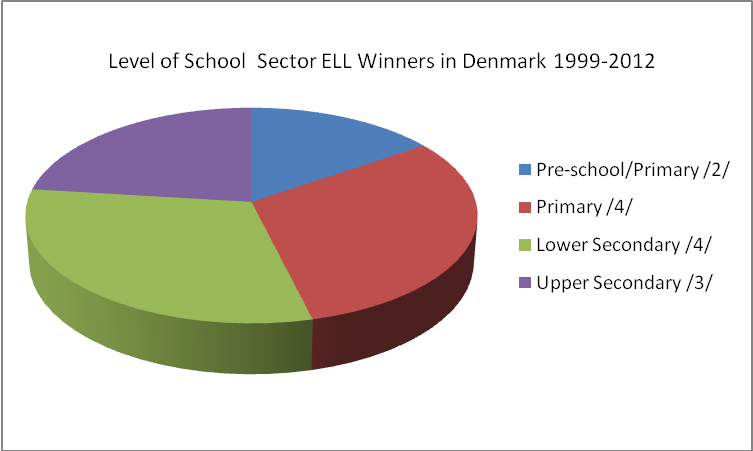 Level of School  Sector ELL Winners in Denmark 1999-2012
Pre-school/Primary /2/
Primary /4/
Lower Secondary /4/
Upper Secondary /3/